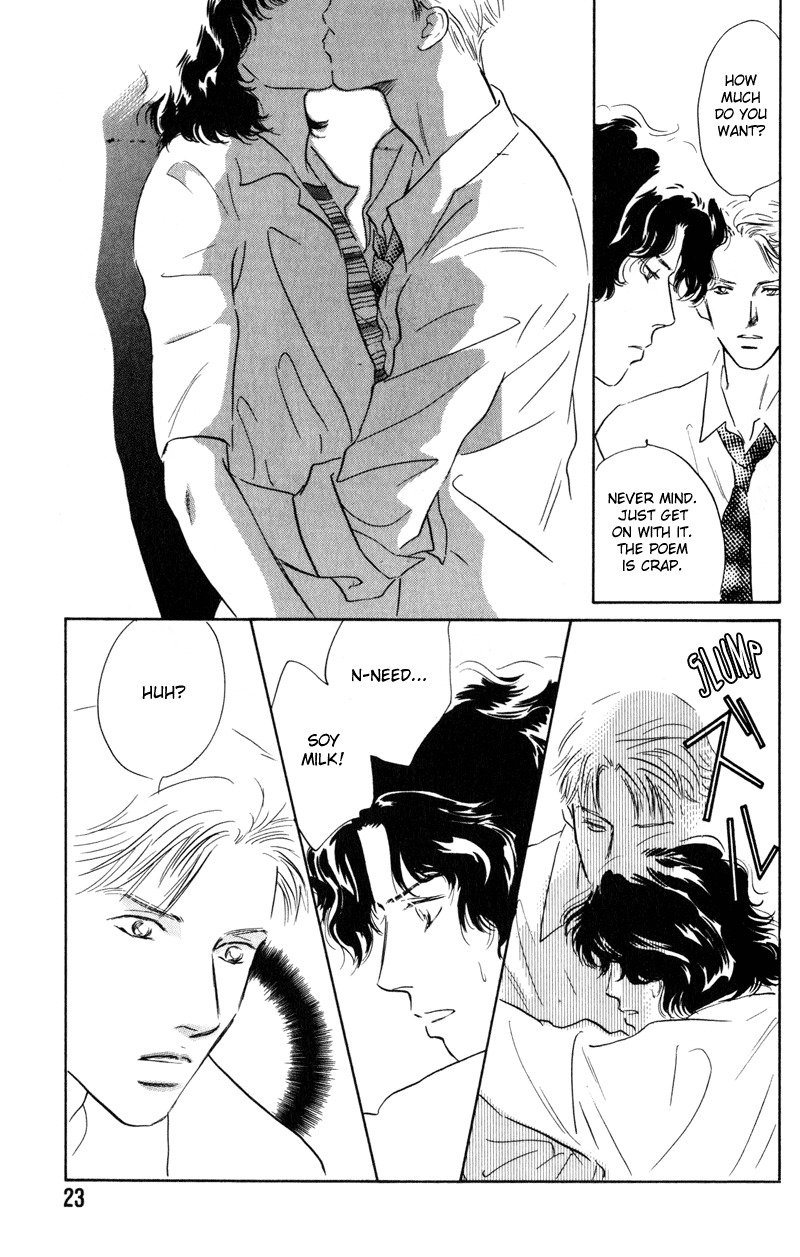 HOW
MUCH
DO YOU
WANT?
NEVER MIND.
JUST GET
ON WITH IT.
THE POEM
IS CRAP.
SLUMP
ズル
N-NEED...
SOY
MILK!
HUH?
23